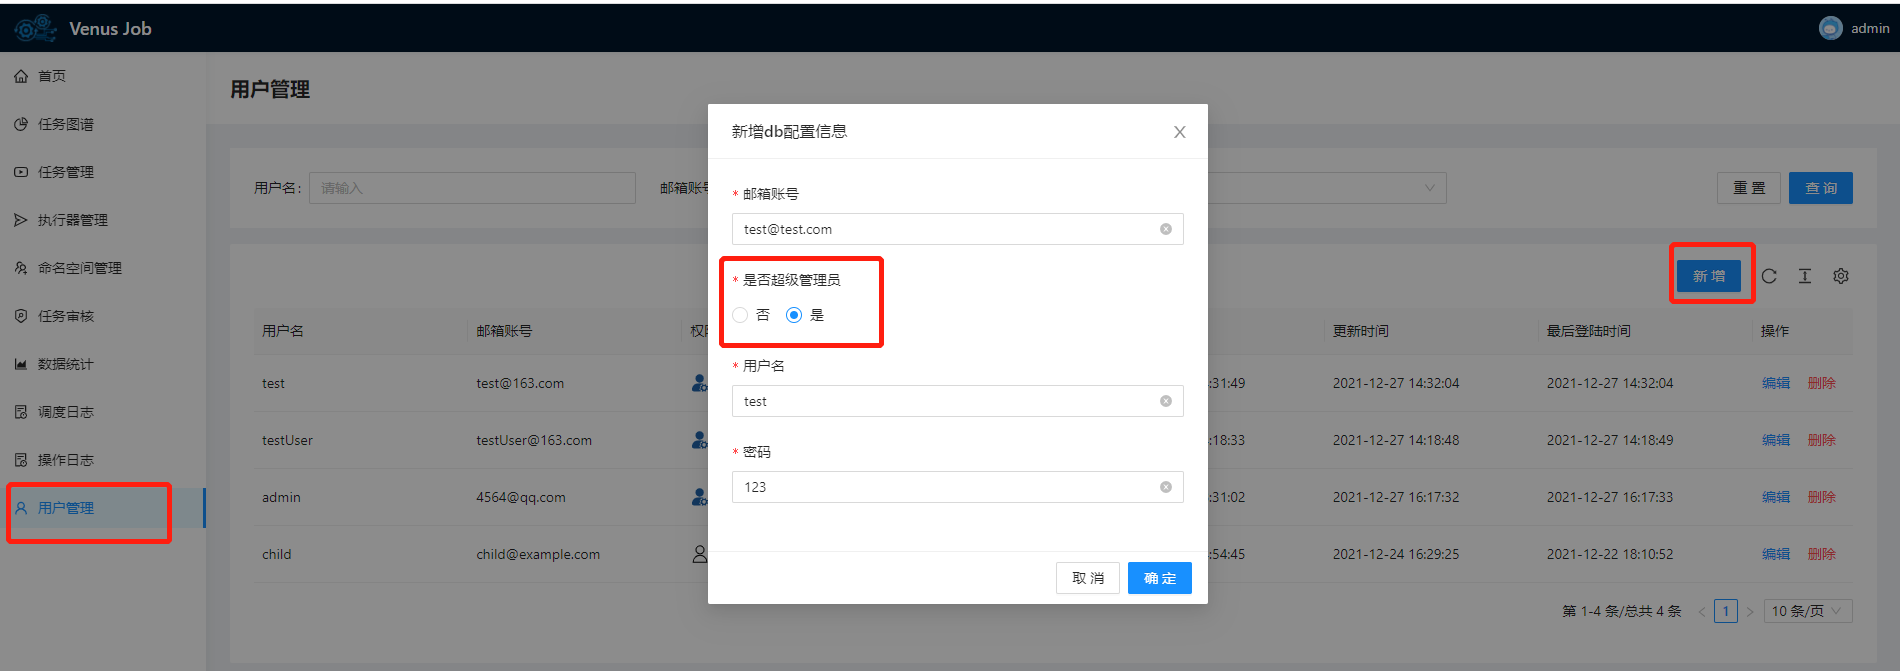 Venus Job
admin
首页
任务图谱
任务管理
执行器管理
命名空间管理
任务审核
数据统计
调度日志
操作日志
用户管理
用户管理
用户名: 请输入 邮箱账号 重 置 查 询
新 增
用户名 邮箱账号 权限 更新时间 最后登陆时间 操作
test test@163.com :31:49 2021-12-27 14:32:04 2021-12-27 14:32:04 编辑 删除
testUser testUser@163.com :18:33 2021-12-27 14:18:48 2021-12-27 14:18:49 编辑 删除
admin 4564@qq.com :31:02 2021-12-27 16:17:32 2021-12-27 16:17:33 编辑 删除
child child@example.com :54:45 2021-12-24 16:29:25 2021-12-22 18:10:52 编辑 删除
第 1-4 条/总共 4 条 < 1 > 10 条/页
新增db配置信息 X
* 邮箱账号
test@test.com
* 是否超级管理员
否 是
* 用户名
test
* 密码
123
取 消 确 定